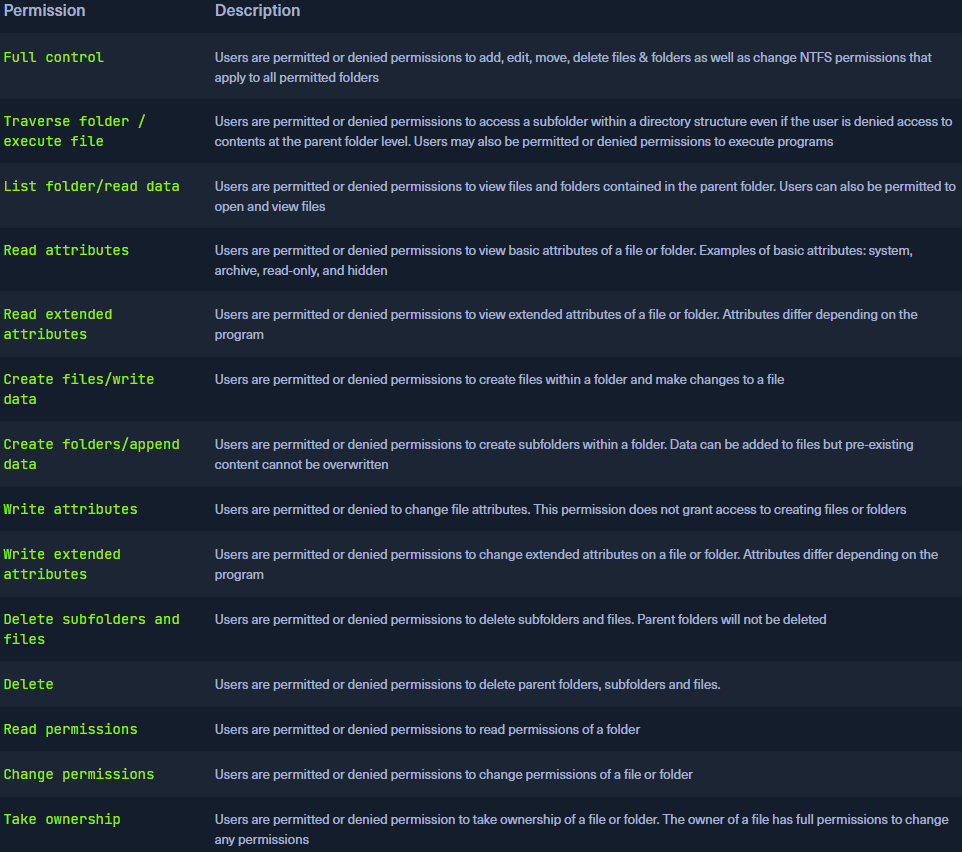 Permission Description
Full control Users are permitted or denied permissions to add, edit, move, delete files & folders as well as change NTFS permissions that
apply to all permitted folders
Traverse folder / Users are permitted or denied permissions to access a subfolder within a directory structure even if the user is denied access to
execute file contents at the parent folder level. Users may also be permitted or denied permissions to execute programs
List folder/read data Users are permitted or denied permissions to view files and folders contained in the parent folder. Users can also be permitted to
open and view files
Read attributes Users are permitted or denied permissions to view basic attributes of a file or folder. Examples of basic attributes: system,
archive, read-only, and hidden
Read extended Users are permitted or denied permissions to view extended attributes of a file or folder. Attributes differ depending on the
attributes program
Create files/write Users are permitted or denied permissions to create files within a folder and make changes to a file
data
Create folders/append Users are permitted or denied permissions to create subfolders within a folder. Data can be added to files but pre-existing
data content cannot be overwritten
Write attributes Users are permitted or denied to change file attributes. This permission does not grant access to creating files or folders
Write extended Users are permitted or denied permissions to change extended attributes on a file or folder. Attributes differ depending on the
attributes program
Delete subfolders and Users are permitted or denied permissions to delete subfolders and files. Parent folders will not be deleted
files
Delete Users are permitted or denied permissions to delete parent folders, subfolders and files.
Read permissions Users are permitted or denied permissions to read permissions of a folder
Change permissions Users are permitted or denied permissions to change permissions of a file or folder
Take ownership Users are permitted or denied permission to take ownership of a file or folder. The owner of a file has full permissions to change
any permissions